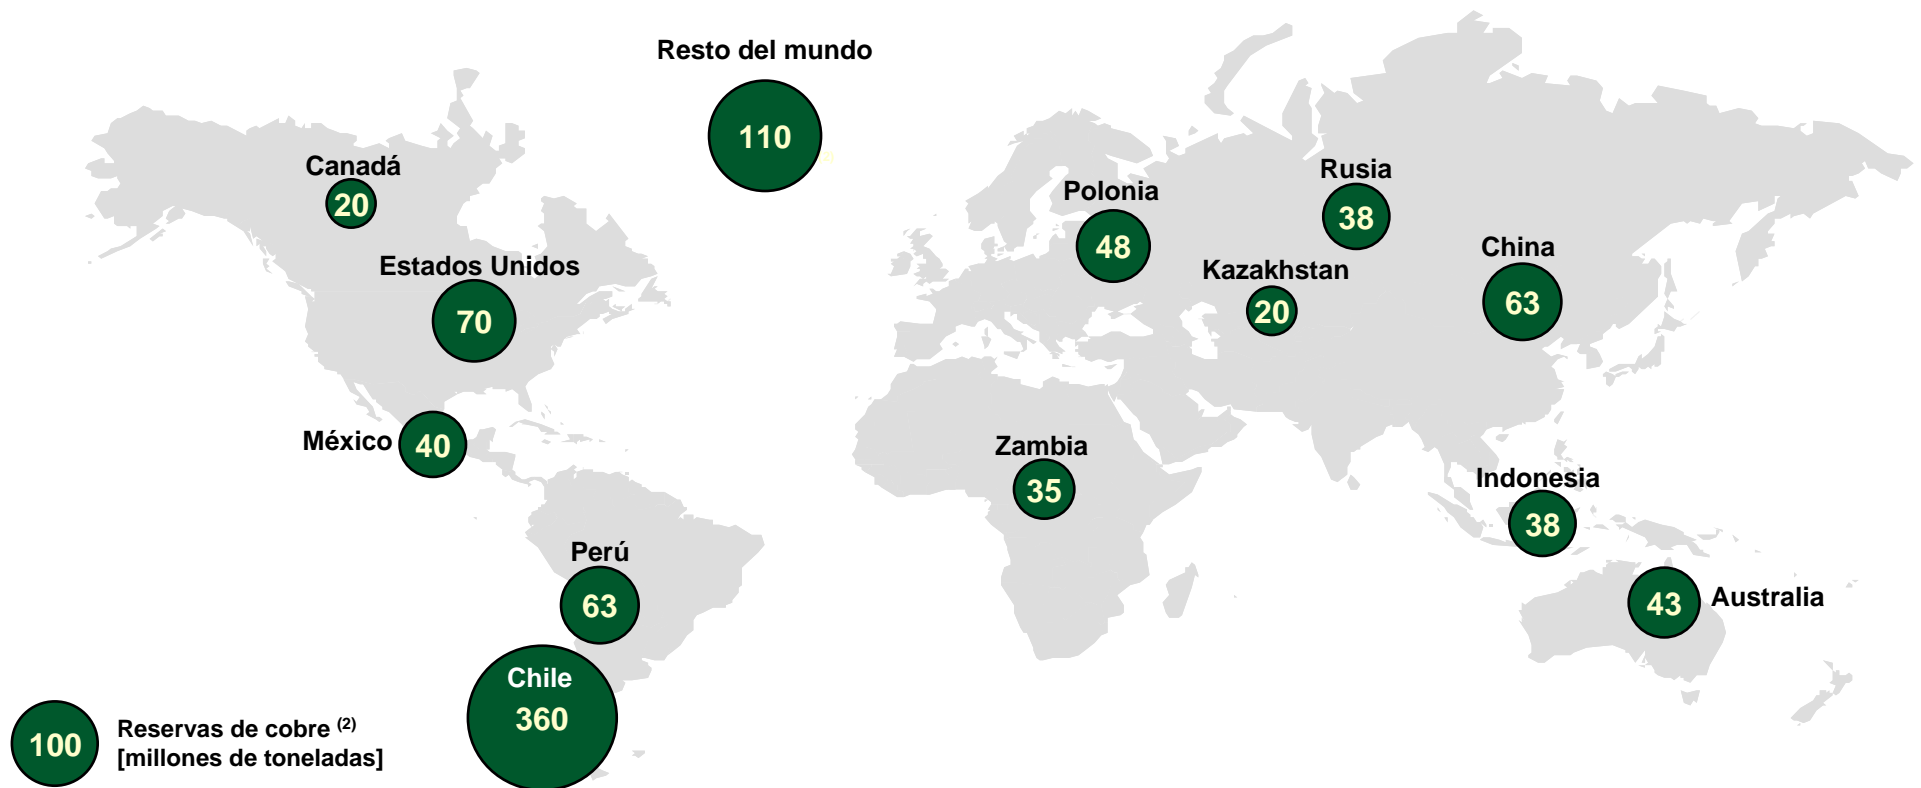 Resto del mundo
110
Canadá
20
Rusia
38
Polonia
48
China
63
Estados Unidos
70
Kazakhstan
20
México
40
Zambia
35
Indonesia
38
Perú
63
Australia
43
Chile
360
100
Reservas de cobre (2)
[millones de toneladas]